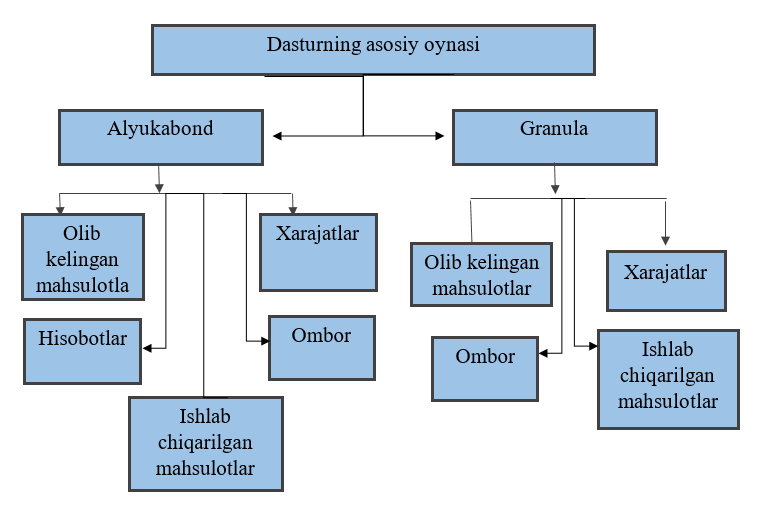 Dasturning asosiy oynasi
Alyukabond
Granula
Olib
kelingan
mahsulotla
Xarajatlar
Hisobotlar
Ombor
Ishlab
chiqarilgan
mahsulotlar
Olib kelingan
mahsulotlar
Xarajatlar
Ombor
Ishlab
chiqarilgan
mahsulotlar